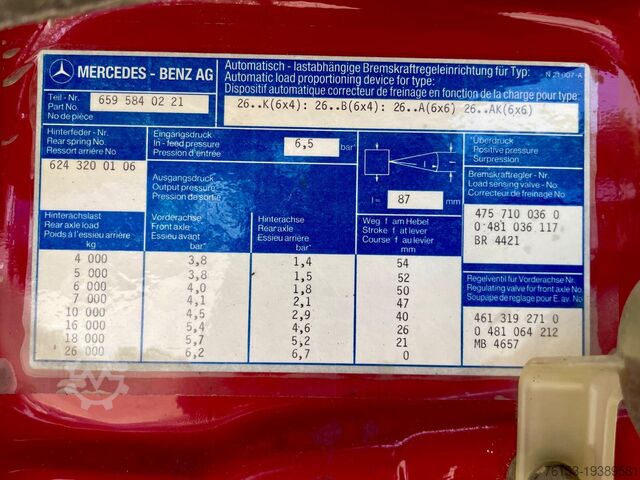 MERCEDES - BENZ AG
Automatisch - lastabhängige Bremskraftregeleinrichtung für Typ:
Automatic load proportioning device for type:
Dispositif automatique correcteur de freinage en fonction de la charge pour type:
N 21 007-A
Teil - Nr.
Part No.
No de pièce
659 584 02 21
26..K(6x4): 26..B(6x4): 26..A(6x6) 26..AK(6x6)
Hinterfeder - Nr.
Rear spring No.
Ressort arrière No
624 320 01 06
Eingangsdruck
In - feed pressure
Pression d'entrée
6,5 bar
Ausgangsdruck
Output pressure
Pression de sortie
l =
87
mm
Überdruck
Positive pressure
Surpression
Bremskraftregler - Nr.
Load sensing valve - No.
Correcteur de freinage No
475 710 036 0
0 481 036 117
BR 4421
Hinterachslast
Rear axle load
Poids à l'essieu arrière
kg
Vorderachse
Front axle
Essieu avant
bar
Hinterachse
Rear axle
Essieu arrière
bar
Weg f am Hebel
Stroke f at lever
Course f au levier
mm
4 000 3,8 1,4 54
5 000 3,8 1,5 52
6 000 4,0 1,8 50
7 000 4,1 2,1 47
10 000 4,5 2,9 40
16 000 5,4 4,6 26
18 000 5,7 5,2 21
26 000 6,2 6,7 0
Regelventil für Vorderachse Nr.
Regulating valve for front axle No
Soupape de reglage pour E. av. No
461 319 271 0
0 481 064 212
MB 4657